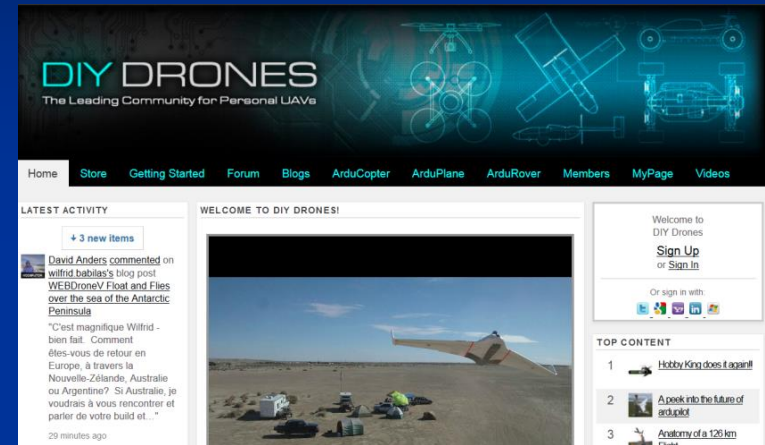 DIY DRONES
The Leading Community for Personal UAVs
Home Store Getting Started Forum Blogs ArduCopter ArduPlane ArduRover Members MyPage Videos
LATEST ACTIVITY
+ 3 new items
David Anders commented on
wilfrid.babilas's blog post
WEBDroneV Float and Flies
over the sea of the Antarctic
Peninsula
"C'est magnifique Wilfrid -
bien fait. Comment
êtes-vous de retour en
Europe, à travers la
Nouvelle-Zélande, Australie
ou Argentine? Si Australie, je
voudrais à vous rencontrer et
parler de votre build et..."
29 minutes ago
WELCOME TO DIY DRONES!
Welcome to
DIY Drones
Sign Up
or Sign In
Or sign in with:
TOP CONTENT
1 Hobby King does it again!!
2 A peek into the future of
ardupilot
3 Anatomy of a 126 km
Flight